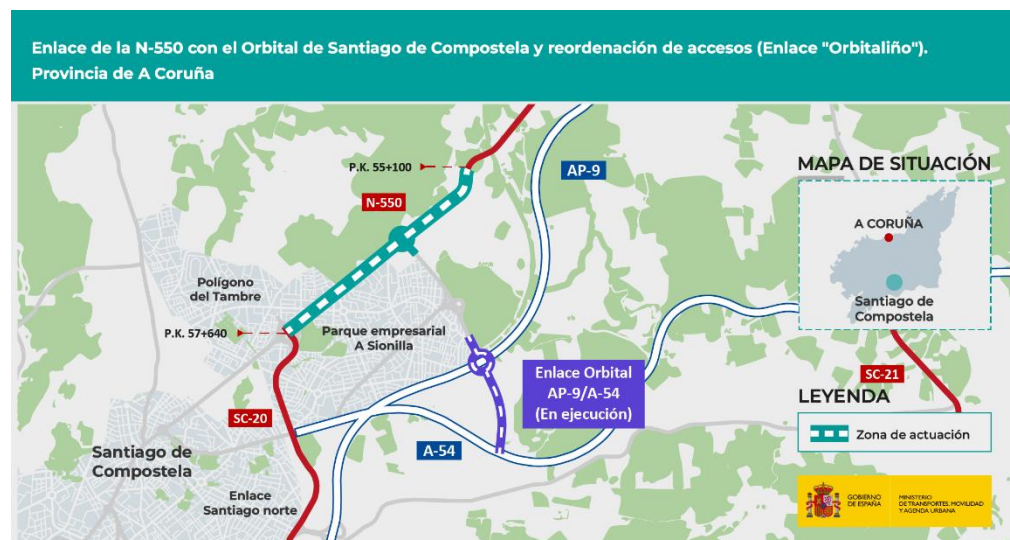 Enlace de la N-550 con el Orbital de Santiago de Compostela y reordenación de accesos (Enlace "Orbitaliño").
Provincia de A Coruña
P.K. 55+100
AP-9
N-550
MAPA DE SITUACIÓN
A CORUÑA
Santiago de
Compostela
Polígono
del Tambre
P.K. 57+640
Parque empresarial
A Sionlla
Enlace Orbital
AP-9/A-54
(En ejecución)
SC-21
SC-20
LEYENDA
Zona de actuación
A-54
Santiago de
Compostela
Enlace
Santiago norte
GOBIERNO
DE ESPAÑA
MINISTERIO
DE TRANSPORTES, MOVILIDAD
Y AGENDA URBANA